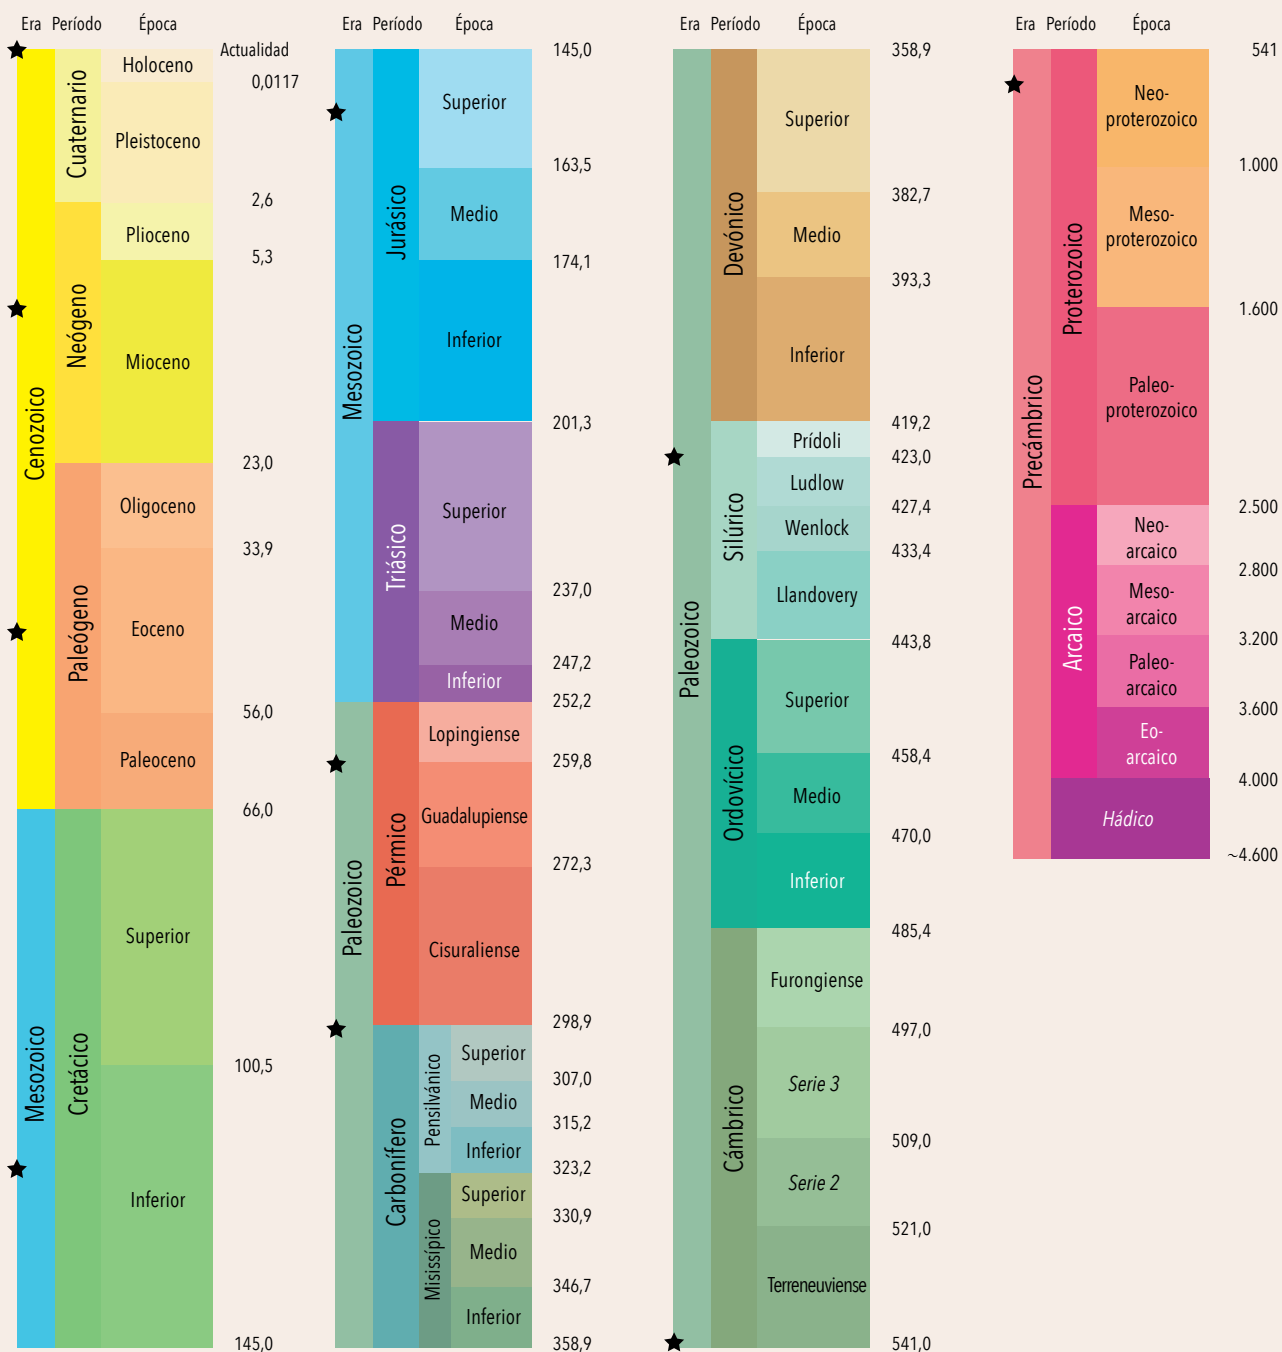 Era Período Época
Actualidad
Cenozoico
Cuaternario
Holoceno
0,0117
Pleistoceno
2,6
Neógeno
Plioceno
5,3
Mioceno
23,0
Paleógeno
Oligoceno
33,9
Eoceno
56,0
Paleoceno
66,0
Mesozoico
Cretácico
Superior
100,5
Inferior
145,0
Era Período Época
145,0
Mesozoico
Jurásico
Superior
163,5
Medio
174,1
Inferior
201,3
Triásico
Superior
237,0
Medio
247,2
Inferior
252,2
Paleozoico
Pérmico
Lopingiense
259,8
Guadalupiense
272,3
Cisuraliense
298,9
Carbonífero
Pensilvánico
Superior
307,0
Medio
315,2
Inferior
323,2
Misissípico
Superior
330,9
Medio
346,7
Inferior
358,9
Era Período Época
358,9
Paleozoico
Devónico
Superior
382,7
Medio
393,3
Inferior
419,2
Silúrico
Prídoli
423,0
Ludlow
427,4
Wenlock
433,4
Llandovery
443,8
Ordovícico
Superior
458,4
Medio
470,0
Inferior
485,4
Cámbrico
Furongiense
497,0
Serie 3
509,0
Serie 2
521,0
Terreneuviense
541,0
Era Período Época
541
Precámbrico
Proterozoico
Neo-
proterozoico
1.000
Meso-
proterozoico
1.600
Paleo-
proterozoico
2.500
Arcaico
Neo-
arcaico
2.800
Meso-
arcaico
3.200
Paleo-
arcaico
3.600
Eo-
arcaico
4.000
Hádico
~4.600